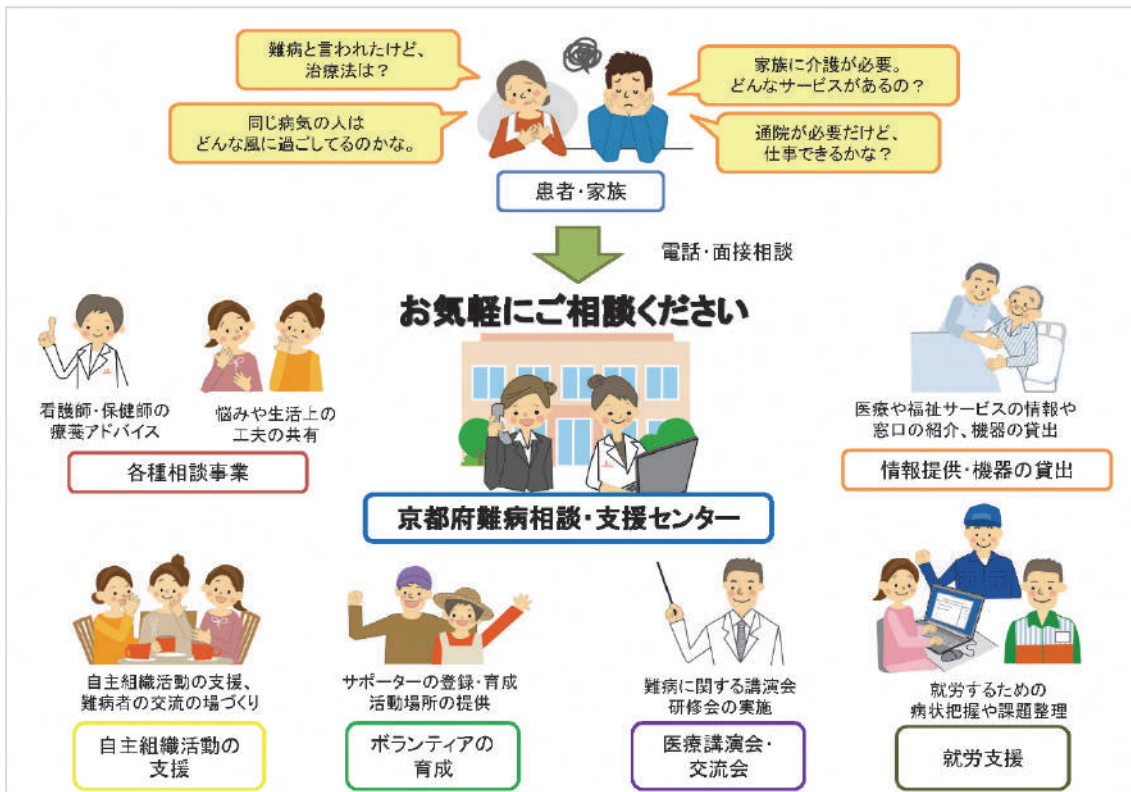 難病と言われたけど、
治療法は？
家族に介護が必要。
どんなサービスがあるの？
同じ病気の人は
どんな風に過ごしてるのかな。
通院が必要だけど、
仕事できるかな？
患者・家族
電話・面接相談
お気軽にご相談ください
看護師・保健師の
療養アドバイス
悩みや生活上の
工夫の共有
各種相談事業
医療や福祉サービスの情報や
窓口の紹介、機器の貸出
情報提供・機器の貸出
京都府難病相談・支援センター
自主組織活動の支援、
難病者の交流の場づくり
自主組織活動の
支援
サポーターの登録・育成
活動場所の提供
ボランティアの
育成
難病に関する講演会
研修会の実施
医療講演会・
交流会
就労するための
病状把握や課題整理
就労支援